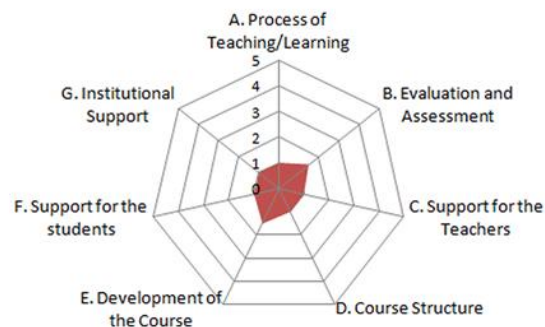 A. Process of
Teaching/Learning
5
4
3
2
1
0
B. Evaluation and
Assessment
C. Support for the
Teachers
D. Course Structure
E. Development of
the Course
F. Support for the
students
G. Institutional
Support